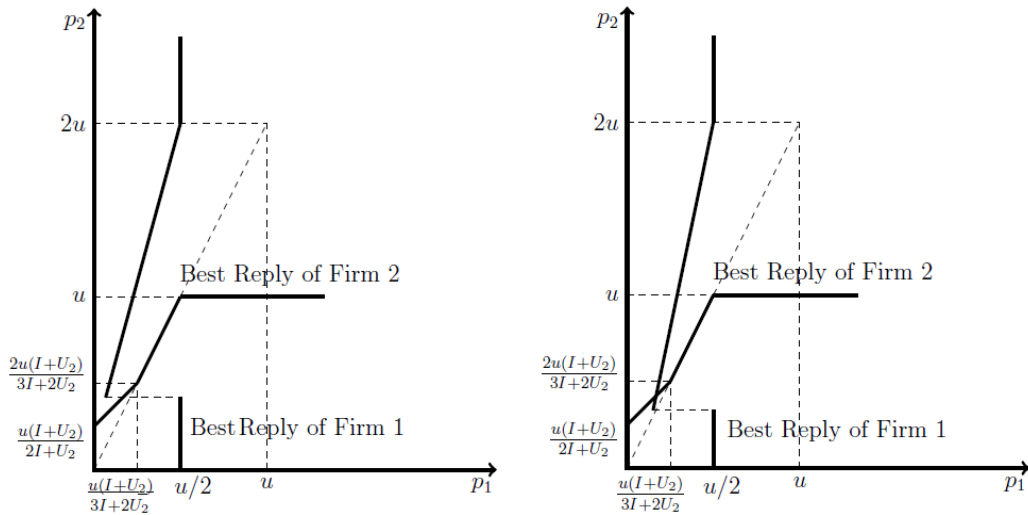 p₂
2u
Best Reply of Firm 2
u
2u(I+U₂)
3I+2U₂
Best Reply of Firm 1
u(I+U₂)
2I+U₂
u(I+U₂)
3I+2U₂
u/2
u
p₁
p₂
2u
Best Reply of Firm 2
u
2u(I+U₂)
3I+2U₂
Best Reply of Firm 1
u(I+U₂)
2I+U₂
u(I+U₂)
3I+2U₂
u/2
u
p₁